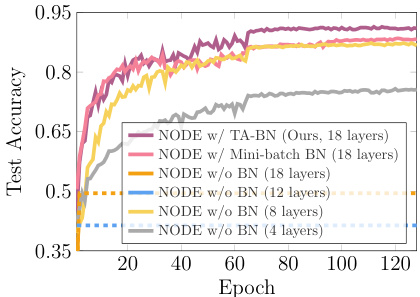 0.95
0.8
0.65
0.5
0.35
Test Accuracy
NODE w/ TA-BN (Ours, 18 layers)
NODE w/ Mini-batch BN (18 layers)
NODE w/o BN (18 layers)
NODE w/o BN (12 layers)
NODE w/o BN (8 layers)
NODE w/o BN (4 layers)
20 40 60 80 100 120
Epoch